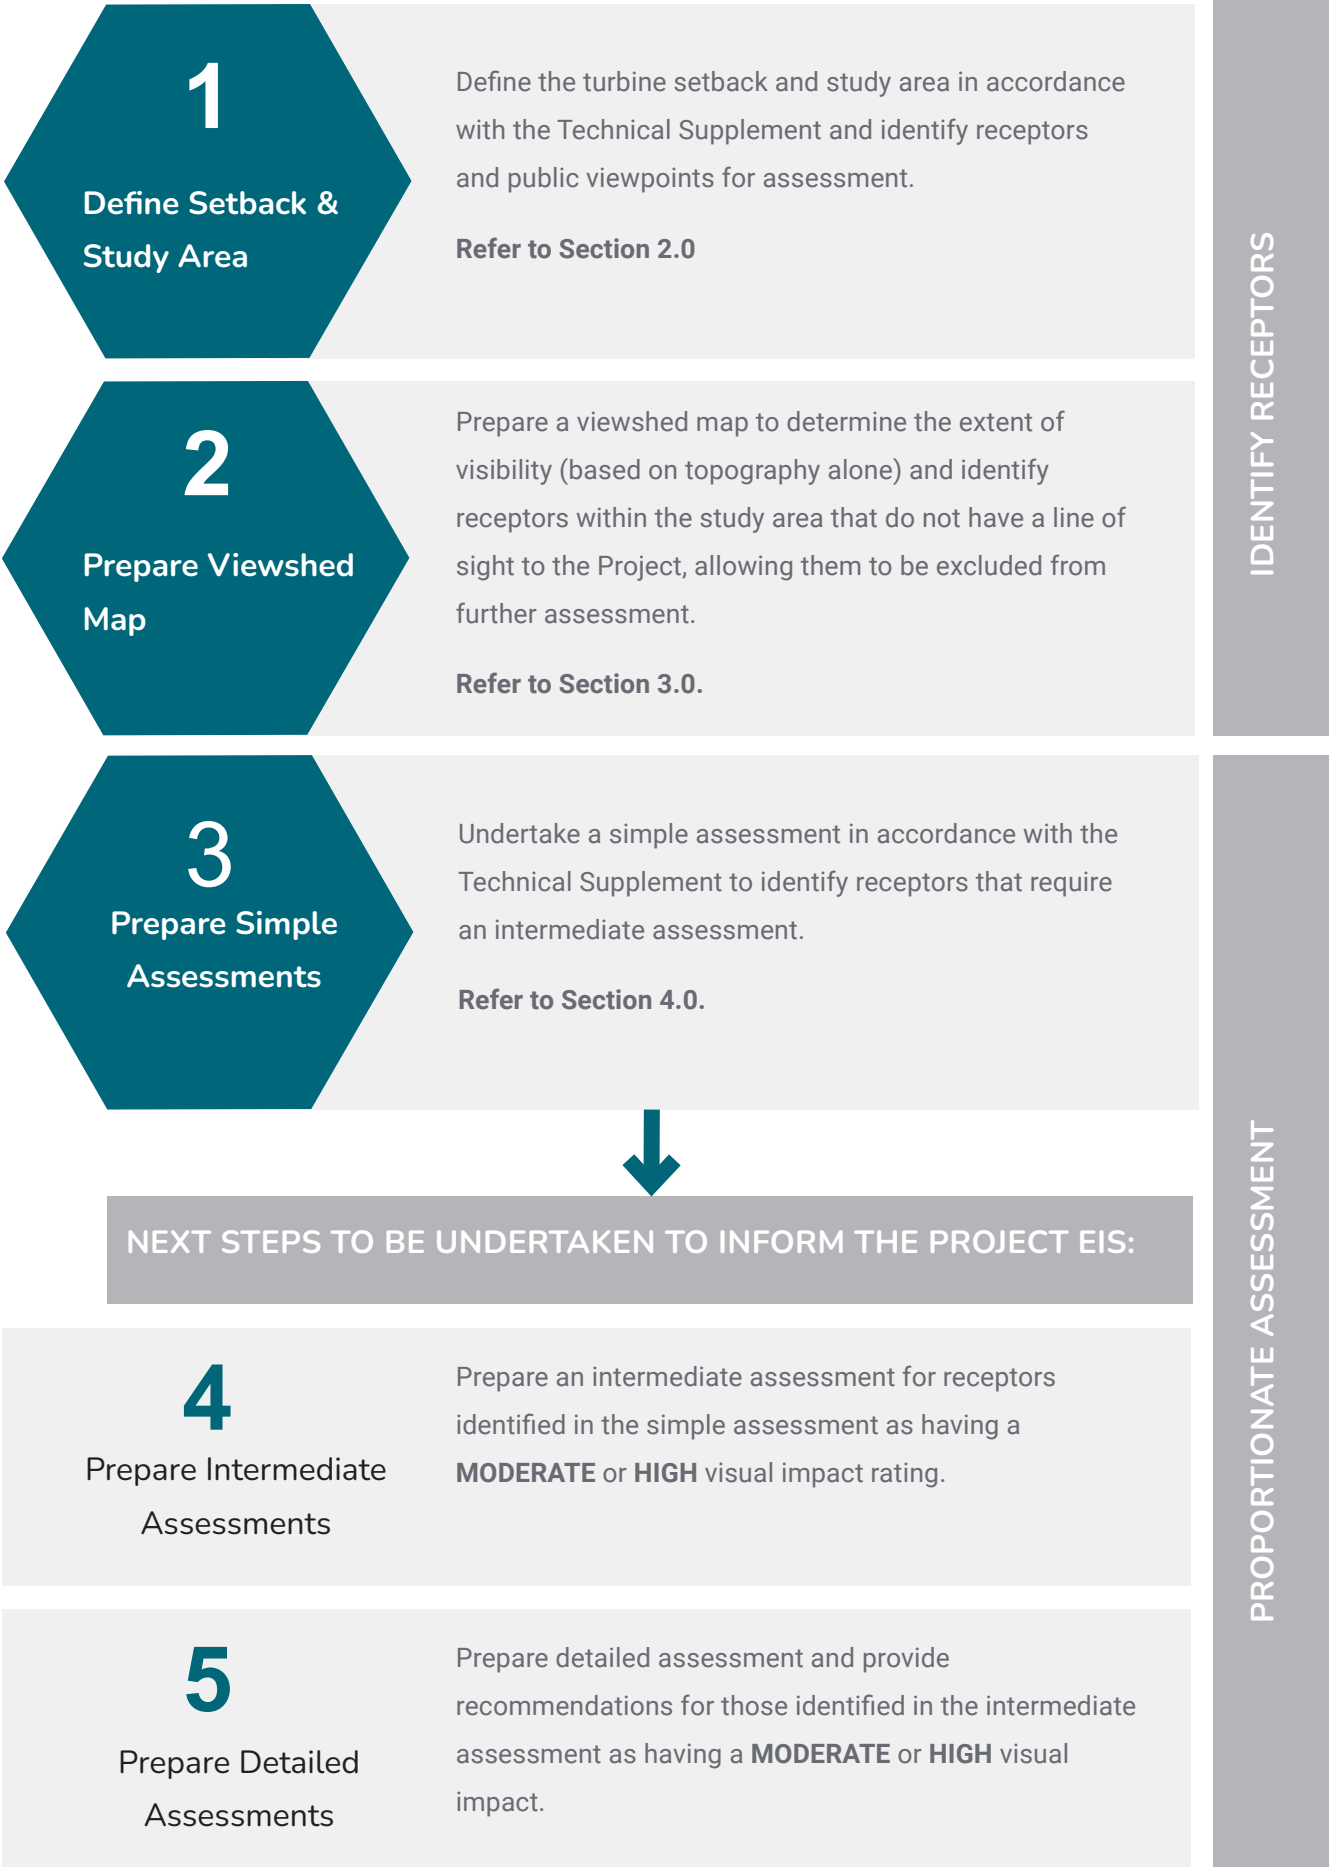 1
Define Setback &
Study Area
Define the turbine setback and study area in accordance
with the Technical Supplement and identify receptors
and public viewpoints for assessment.
Refer to Section 2.0
2
Prepare Viewshed
Map
Prepare a viewshed map to determine the extent of
visibility (based on topography alone) and identify
receptors within the study area that do not have a line of
sight to the Project, allowing them to be excluded from
further assessment.
Refer to Section 3.0.
IDENTIFY RECEPTORS
3
Prepare Simple
Assessments
Undertake a simple assessment in accordance with the
Technical Supplement to identify receptors that require
an intermediate assessment.
Refer to Section 4.0.
NEXT STEPS TO BE UNDERTAKEN TO INFORM THE PROJECT EIS:
4
Prepare Intermediate
Assessments
Prepare an intermediate assessment for receptors
identified in the simple assessment as having a
MODERATE or HIGH visual impact rating.
5
Prepare Detailed
Assessments
Prepare detailed assessment and provide
recommendations for those identified in the intermediate
assessment as having a MODERATE or HIGH visual
impact.
PROPORTIONATE ASSESSMENT